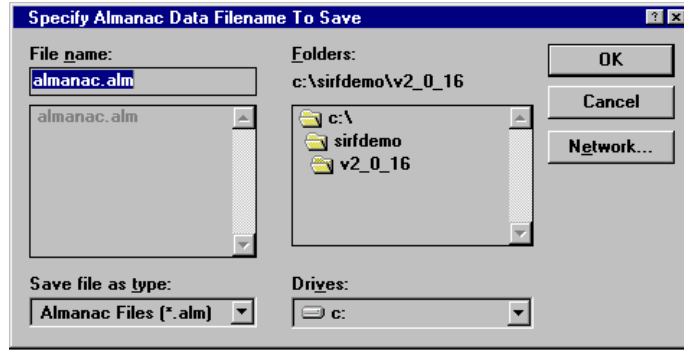 Specify Almanac Data Filename To Save
File name:
almanac.alm
almanac.alm
Save file as type:
Almanac Files (*.alm)
Folders:
c:\sirfdemo\v2_0_16
c:\
sirfdemo
v2_0_16
Drives:
c:
OK
Cancel
Network...